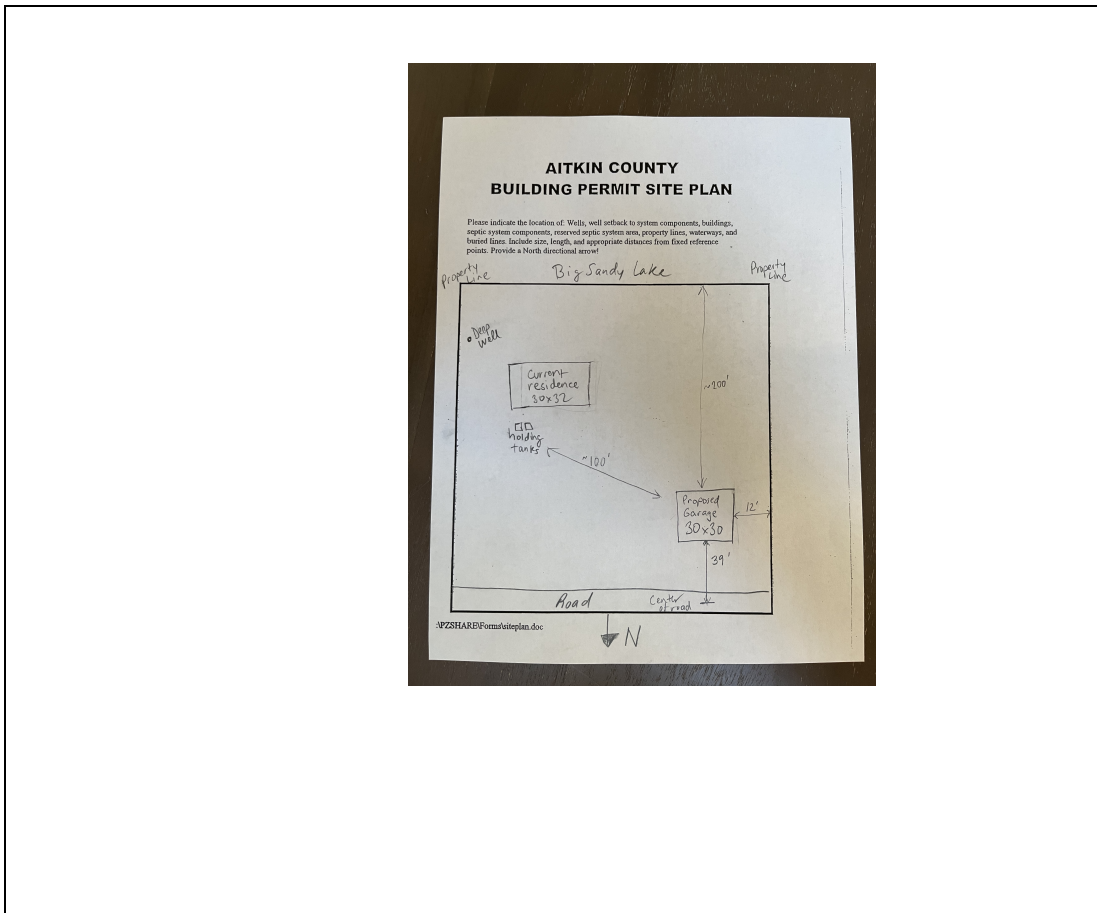 AITKIN COUNTY
BUILDING PERMIT SITE PLAN
Please indicate the location of: Wells, well setback to system components, buildings,
septic system components, reserved septic system area, property lines, waterways, and
buried lines. Include size, length, and appropriate distances from fixed reference
points. Provide a North directional arrow!
Property
Line
Big Sandy Lake
Property
Line
Deep
Well
Current
residence
30x32
~200'
holding
tanks
~100'
Proposed
Garage
30x30
12'
39'
Road
Center
of road
:\PZSHARE\Forms\siteplan.doc
N